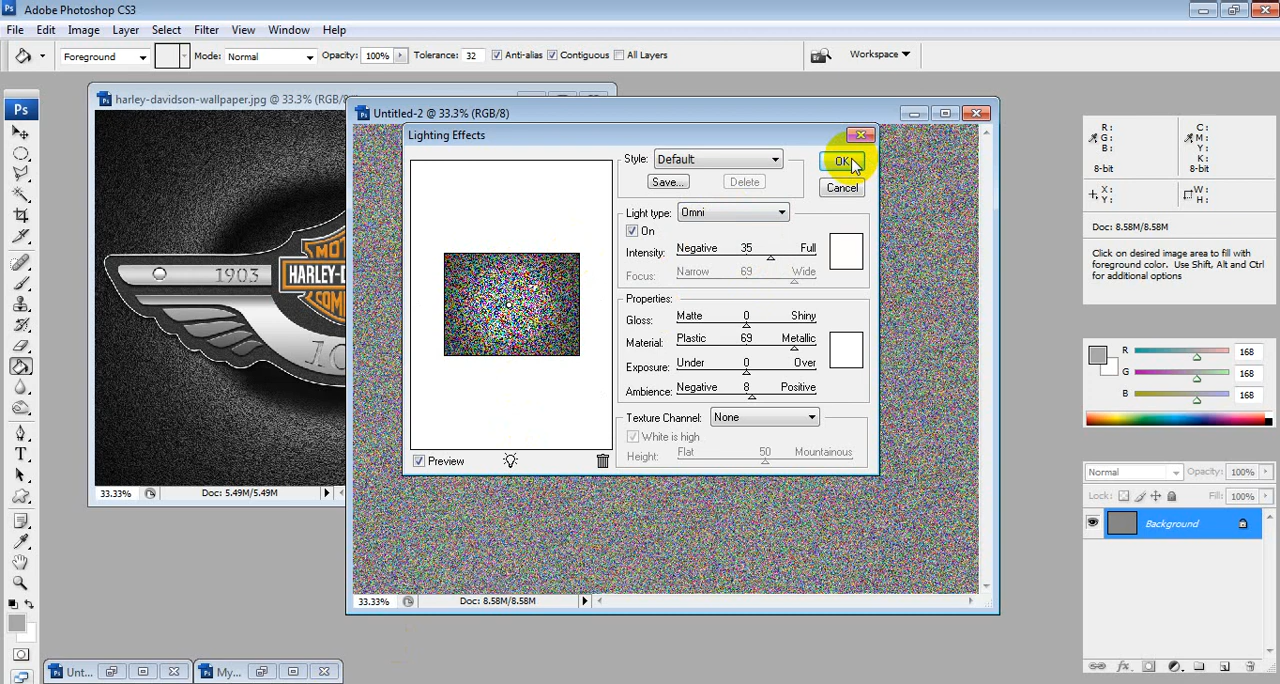 Ps Adobe Photoshop CS3
File Edit Image Layer Select Filter View Window Help
Foreground Mode: Normal Opacity: 100% Tolerance: 32 Anti-alias Contiguous All Layers Workspace
Ps
harley-davidson-wallpaper.jpg @ 33.3% (RGB/8
1903
MOT
HARLEY-D
COMP
10
33.33% Doc: 5.49M/5.49M
Untitled-2 @ 33.3% (RGB/8)
Lighting Effects
Style: Default
OK
Save... Delete
Cancel
Light type: Omni
On
Intensity: Negative 35 Full
Focus: Narrow 69 Wide
Properties:
Gloss: Matte 0 Shiny
Material: Plastic 69 Metallic
Exposure: Under 0 Over
Ambience: Negative 8 Positive
Texture Channel: None
White is high
Height: Flat 50 Mountainous
Preview
33.33% Doc: 8.58M/8.58M
Unt...
My...
R: C:
G: M:
B: Y:
K:
8-bit 8-bit
X: W:
Y: H:
Doc: 8.58M/8.58M
Click on desired image area to fill with
foreground color. Use Shift, Alt and Ctrl
for additional options
R 168
G 168
B 168
Normal Opacity: 100%
Lock: Fill: 100%
Background